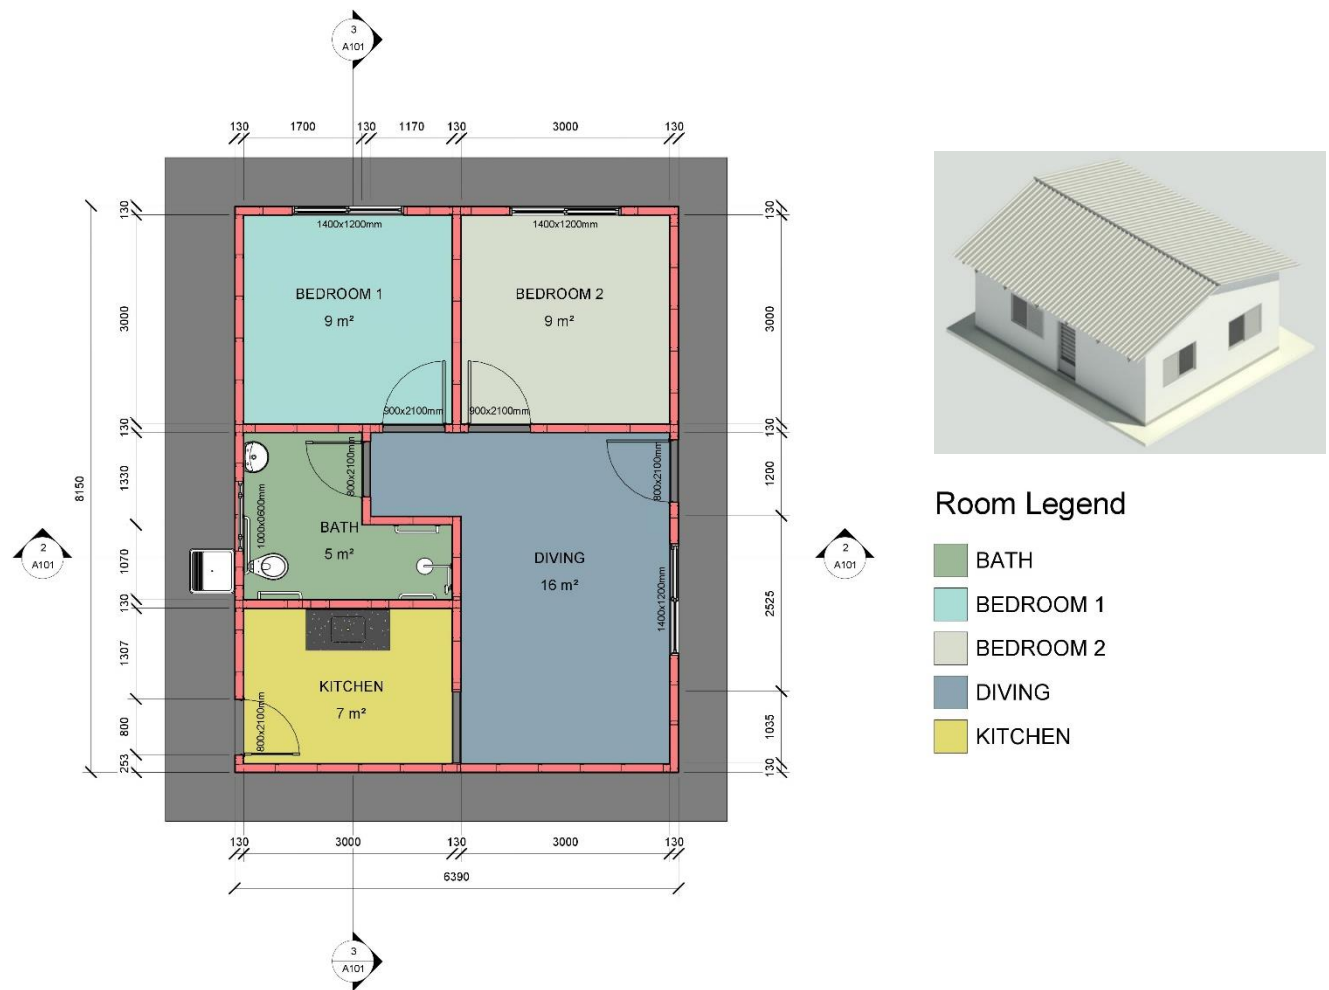 3
A101
130
1700
130
1170
130
3000
130
130
3000
130
1330
1070
130
1307
800
253
8150
1400x1200mm
1400x1200mm
BEDROOM 1
9 m²
BEDROOM 2
9 m²
900x2100mm
900x2100mm
800x2100mm
800x2100mm
1000x0600mm
BATH
5 m²
DIVING
16 m²
1400x1200mm
KITCHEN
7 m²
800x2100mm
130
3000
130
1200
2525
1035
130
2
A101
2
A101
130
3000
130
3000
130
6390
3
A101
Room Legend
BATH
BEDROOM 1
BEDROOM 2
DIVING
KITCHEN